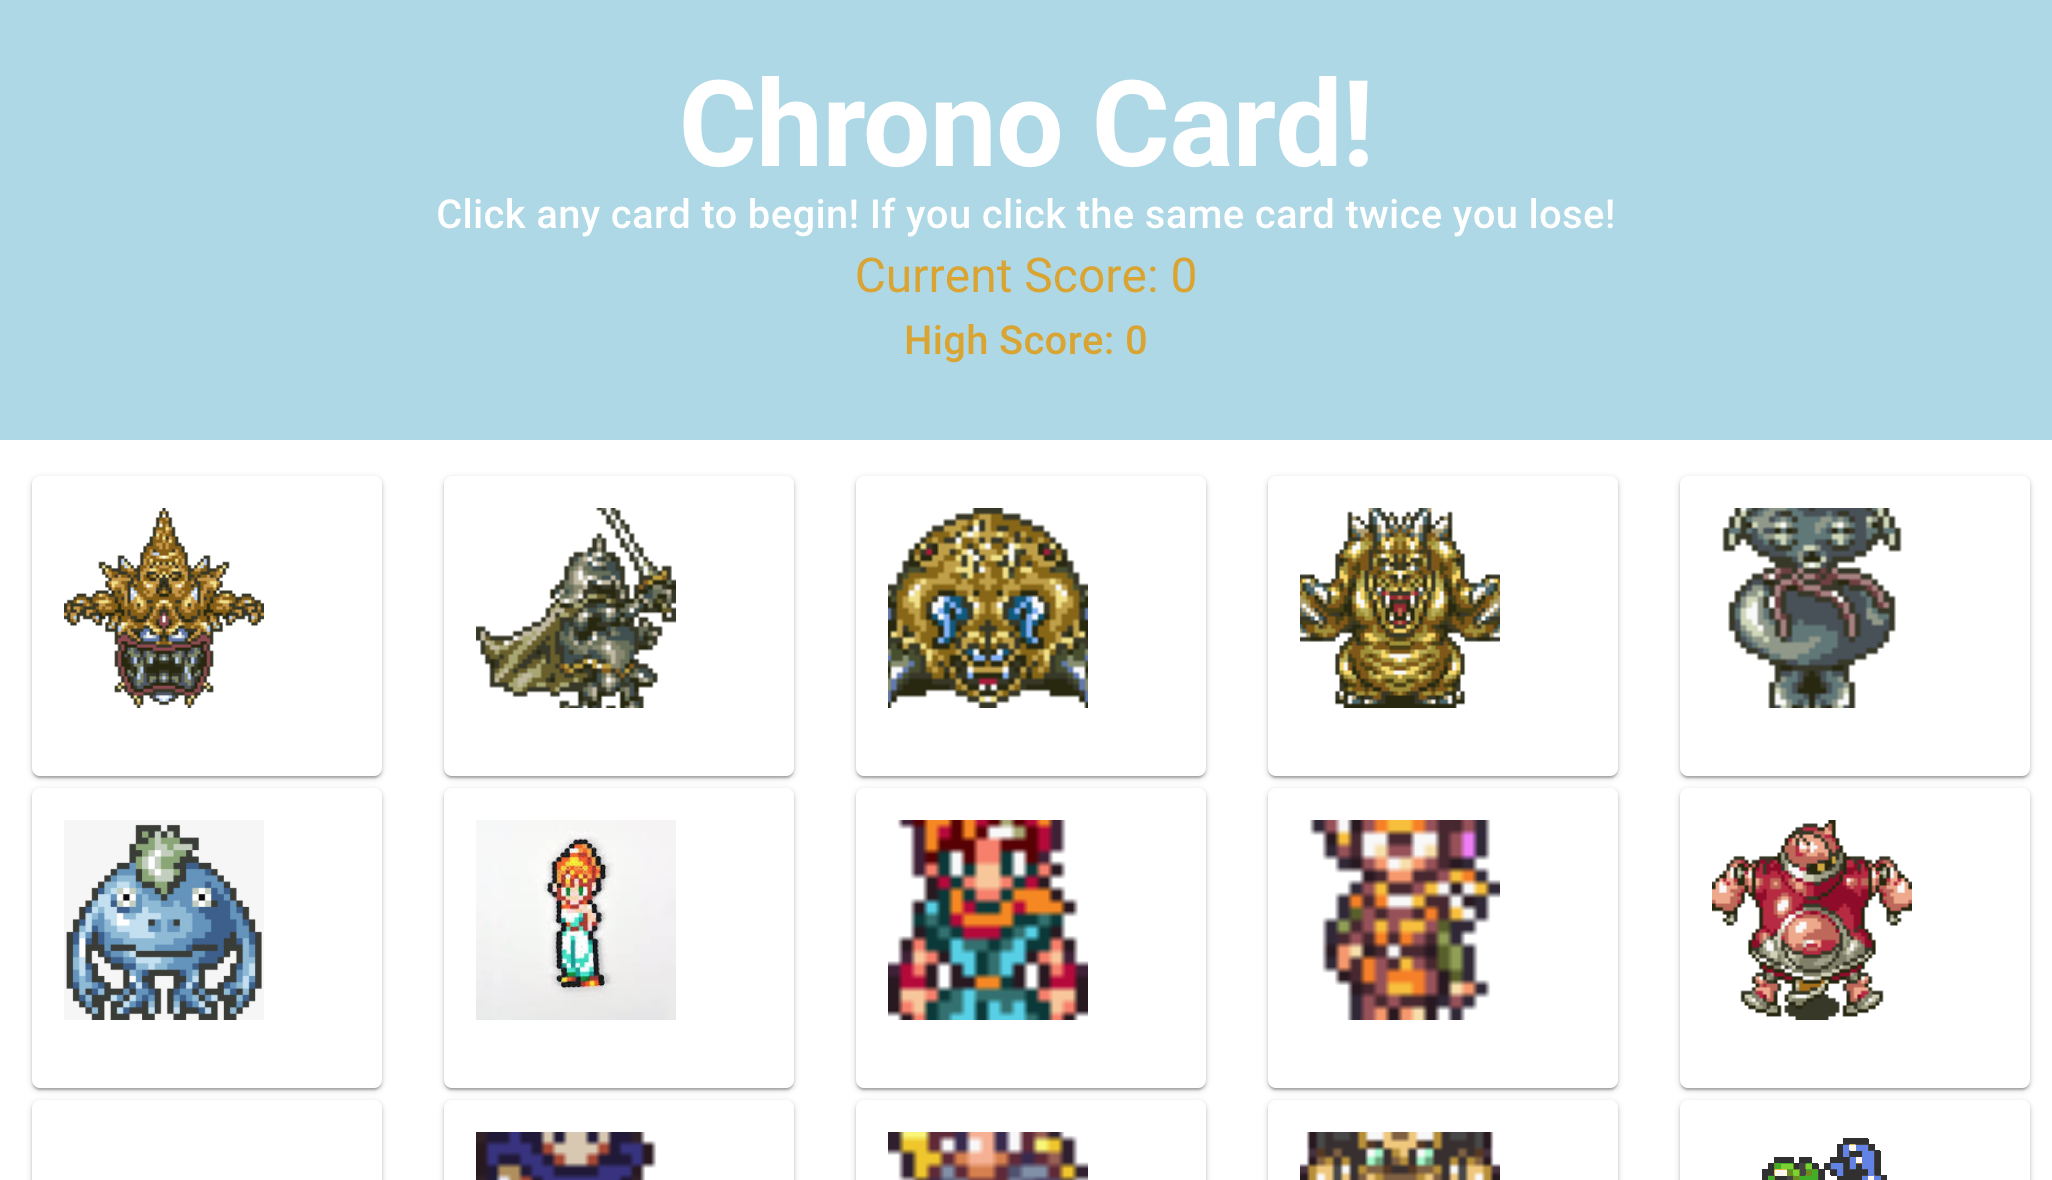 Chrono Card!
Click any card to begin! If you click the same card twice you lose!
Current Score: 0
High Score: 0